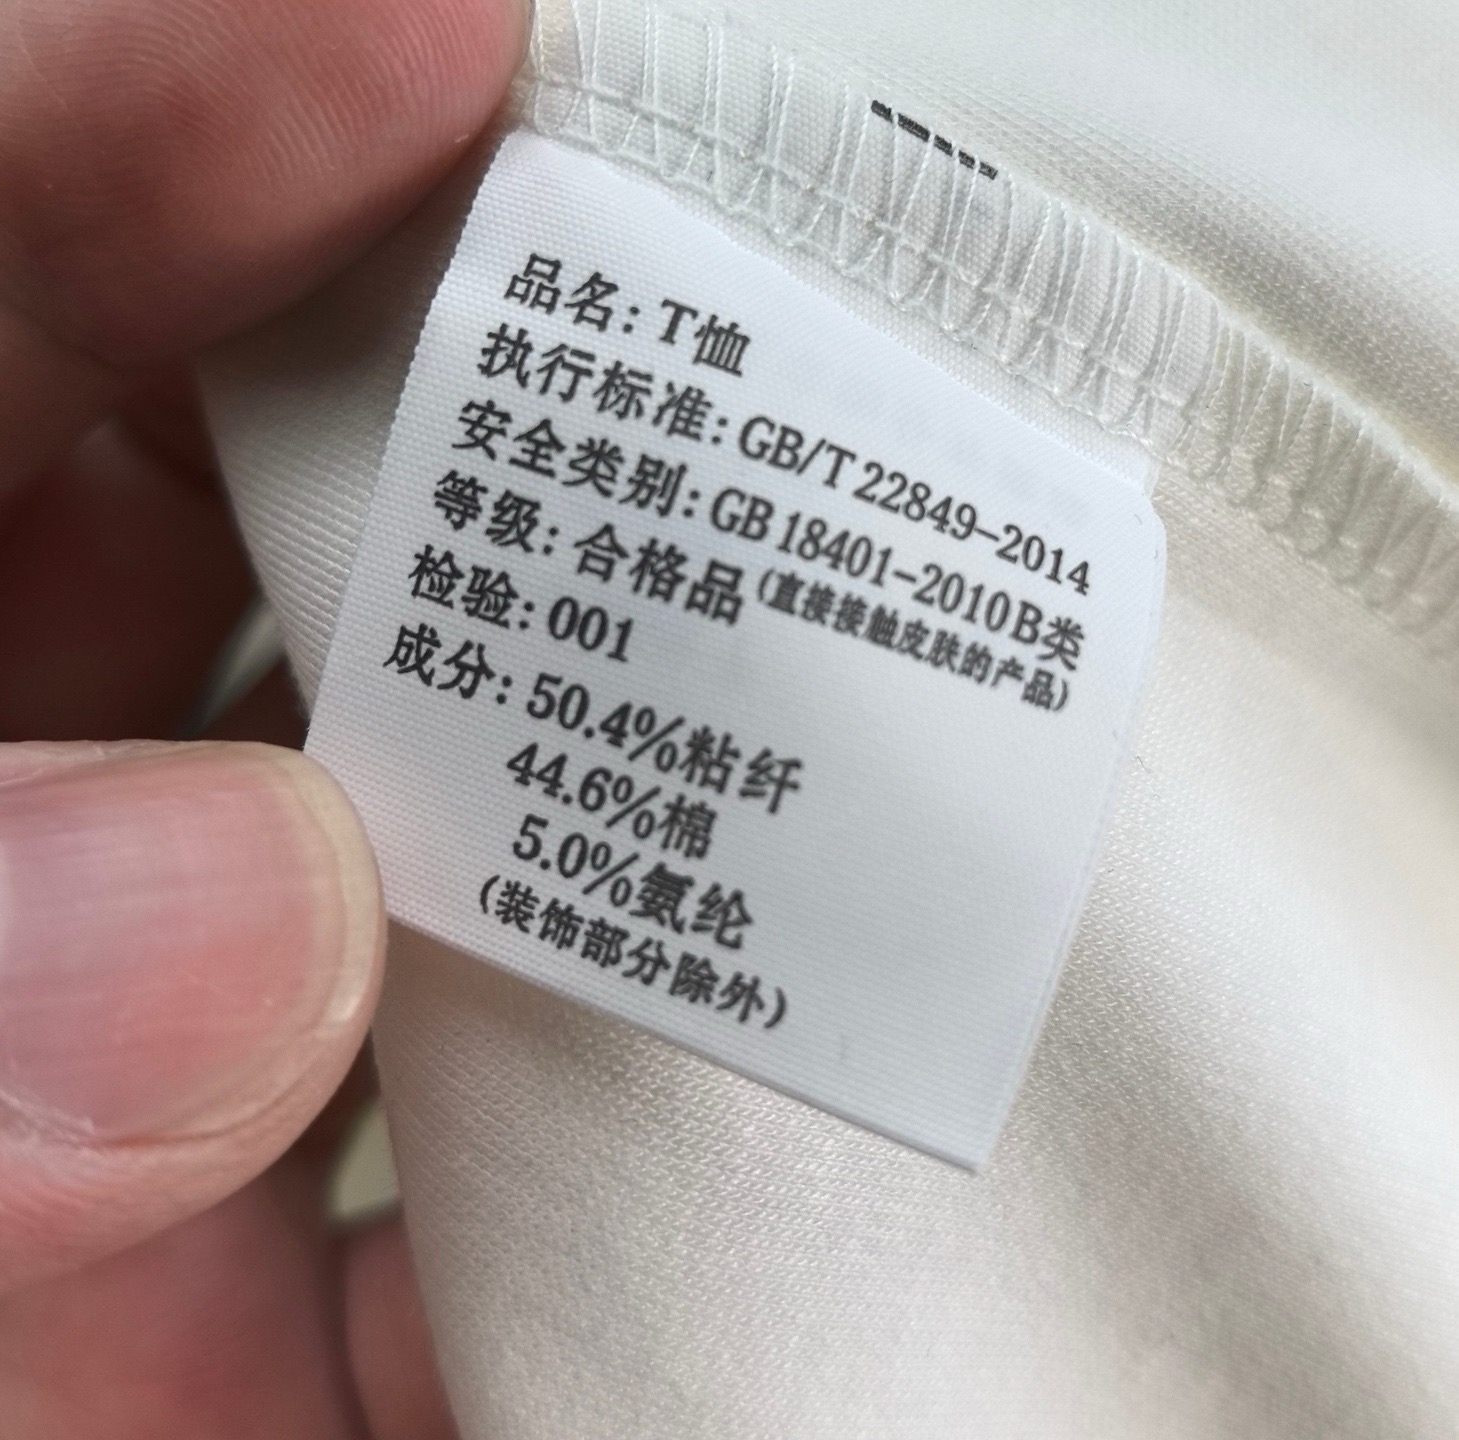 品名：T恤
执行标准：GB/T 22849-2014
安全类别：GB 18401-2010 B类
(直接接触皮肤的产品)
等级：合格品
检验：001
成分：50.4%粘纤
44.6%棉
5.0%氨纶
(装饰部分除外)